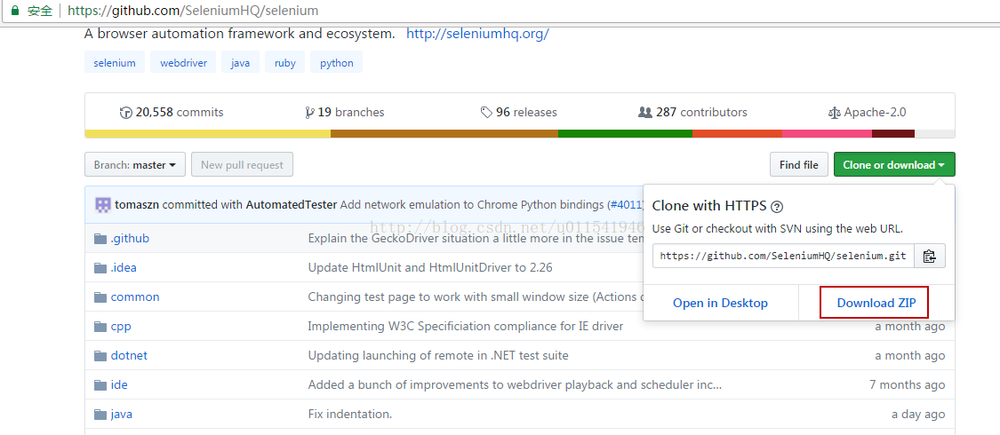 安全 https://github.com/SeleniumHQ/selenium
A browser automation framework and ecosystem. http://seleniumhq.org/
selenium webdriver java ruby python
20,558 commits 19 branches 96 releases 287 contributors Apache-2.0
Branch: master New pull request Find file Clone or download
tomaszn committed with AutomatedTester Add network emulation to Chrome Python bindings (#4011)
Clone with HTTPS
Use Git or checkout with SVN using the web URL.
https://github.com/SeleniumHQ/selenium.git
Open in Desktop Download ZIP
http://blog.csdn.net/u011541946
.github Explain the GeckoDriver situation a little more in the issue tem
.idea Update HtmlUnit and HtmlUnitDriver to 2.26
common Changing test page to work with small window size (Actions
cpp Implementing W3C Specificiation compliance for IE driver a month ago
dotnet Updating launching of remote in .NET test suite a month ago
ide Added a bunch of improvements to webdriver playback and scheduler inc... 7 months ago
java Fix indentation. a day ago